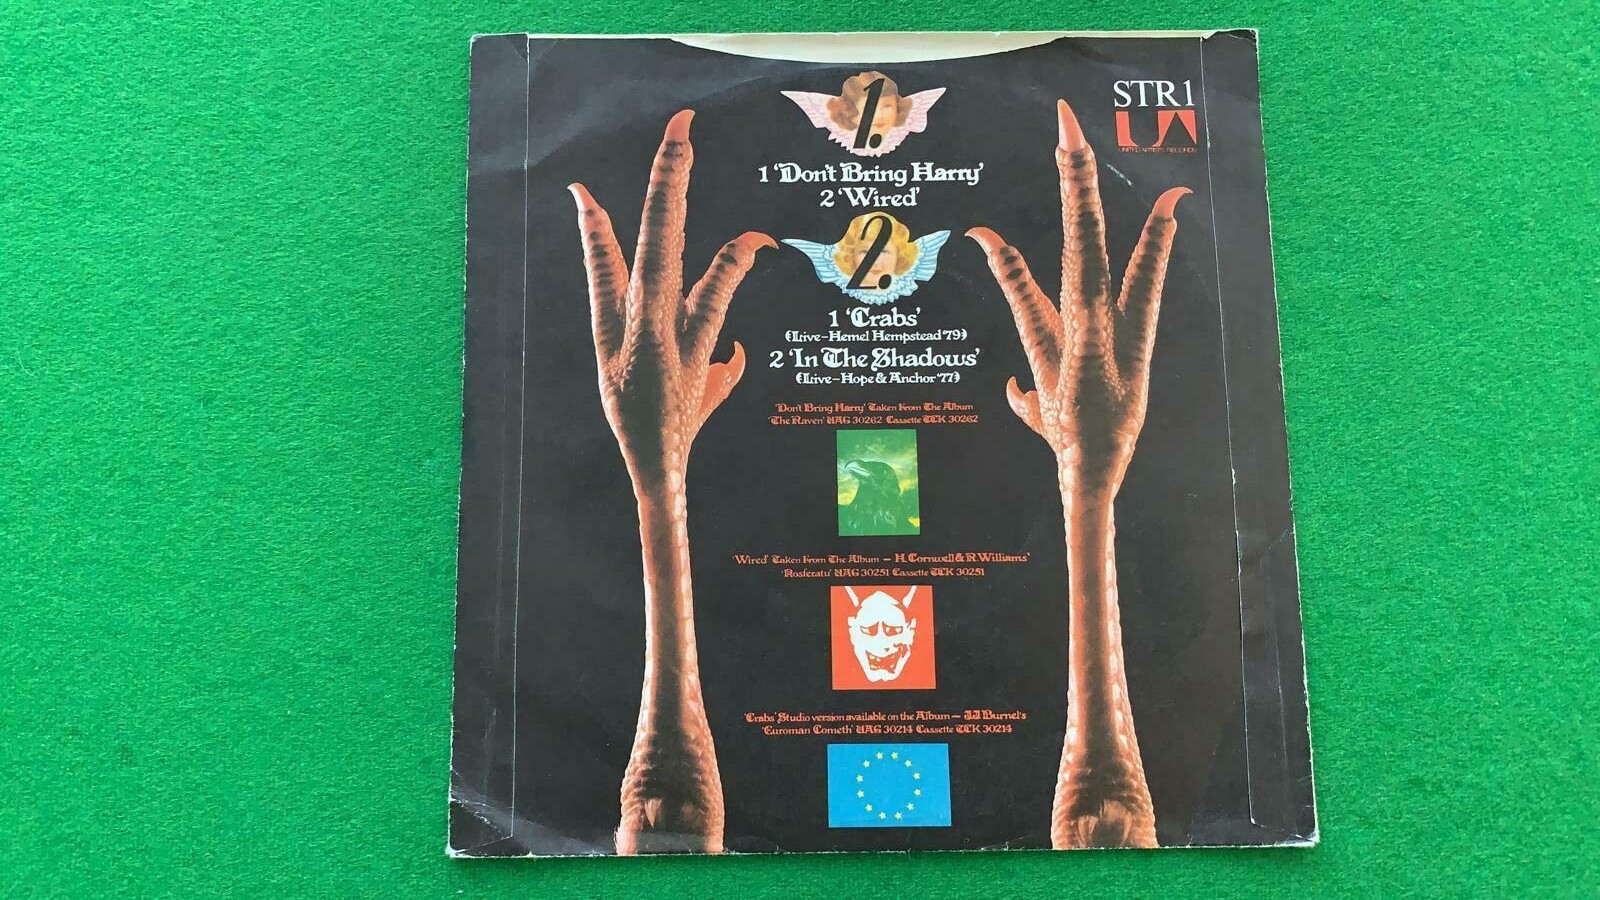 STR1
UNITED ARTISTS RECORDS
1.
1 'Don't Bring Harry'
2 'Wired'
2.
1 'Crabs'
(Live-Hemel Hempstead '79)
2 'In The Shadows'
(Live-Hope & Anchor '77)
'Don't Bring Harry' Taken From The Album
'The Raven' UAG 30262 Cassette TCK 30262
'Wired' Taken From The Album - H. Cornwell & R. Williams'
'Nosferatu' UAG 30251 Cassette TCK 30251
'Crabs' Studio version available on the Album - JJ Burnel's
'Euroman Cometh' UAG 30214 Cassette TCK 30214